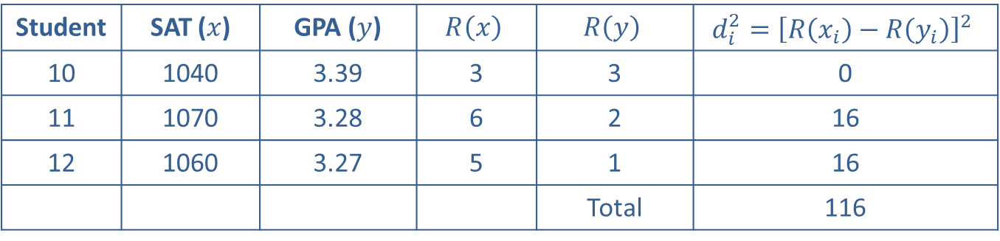 Student SAT (x) GPA (y) R(x) R(y) d_i^2 = [R(x_i) − R(y_i)]^2
10 1040 3.39 3 3 0
11 1070 3.28 6 2 16
12 1060 3.27 5 1 16
Total 116